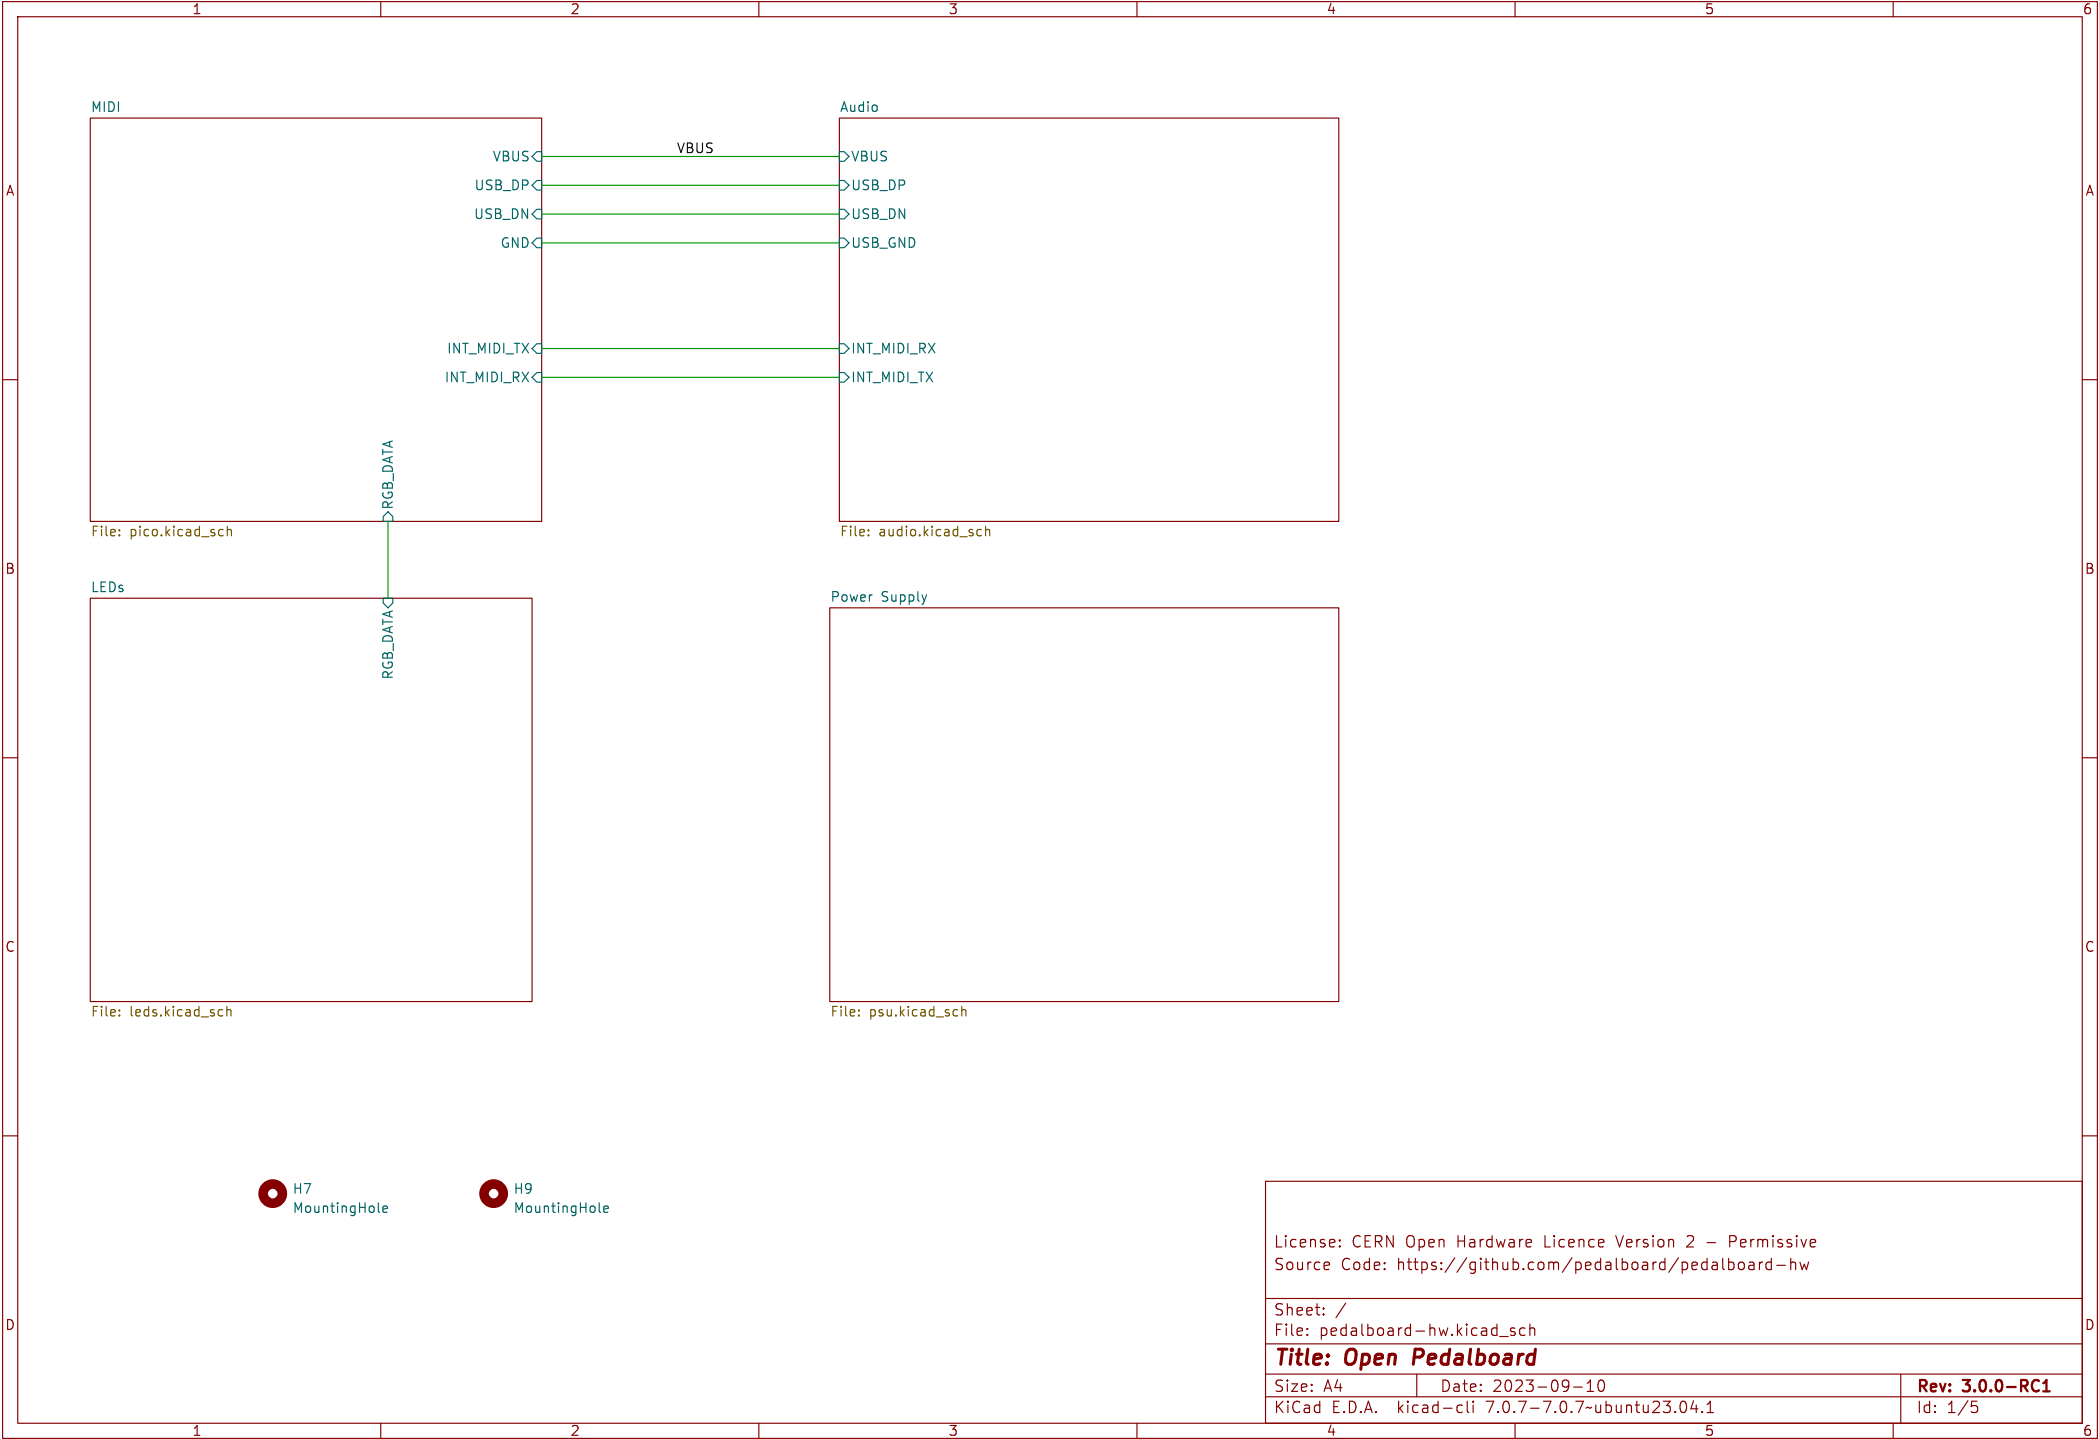 1 2 3 4 5 6
A A
B B
C C
D D
MIDI
VBUS
USB_DP
USB_DN
GND
INT_MIDI_TX
INT_MIDI_RX
RGB_DATA
File: pico.kicad_sch
VBUS
Audio
VBUS
USB_DP
USB_DN
USB_GND
INT_MIDI_RX
INT_MIDI_TX
File: audio.kicad_sch
LEDs
RGB_DATA
File: leds.kicad_sch
Power Supply
File: psu.kicad_sch
H7
MountingHole
H9
MountingHole
License: CERN Open Hardware Licence Version 2 - Permissive
Source Code: https://github.com/pedalboard/pedalboard-hw
Sheet: /
File: pedalboard-hw.kicad_sch
Title: Open Pedalboard
Size: A4 Date: 2023-09-10 Rev: 3.0.0-RC1
KiCad E.D.A. kicad-cli 7.0.7-7.0.7~ubuntu23.04.1 Id: 1/5
1 2 3 4 5 6